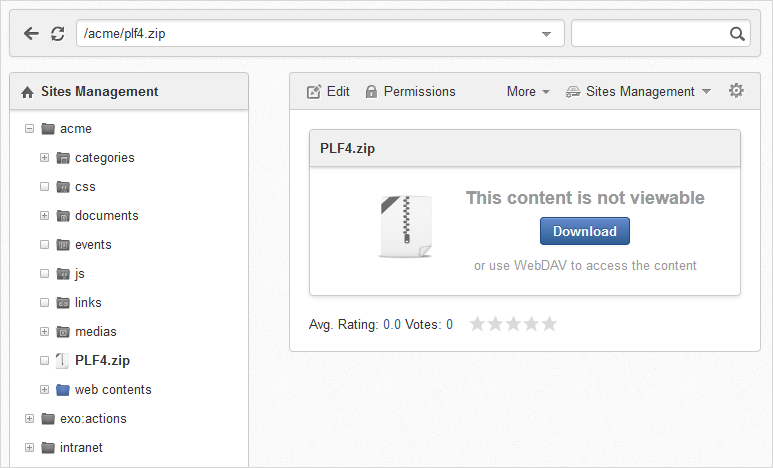 /acme/plf4.zip
Sites Management
acme
categories
css
documents
events
js
links
medias
PLF4.zip
web contents
exo:actions
intranet
Edit Permissions More Sites Management
PLF4.zip
This content is not viewable
Download
or use WebDAV to access the content
Avg. Rating: 0.0 Votes: 0